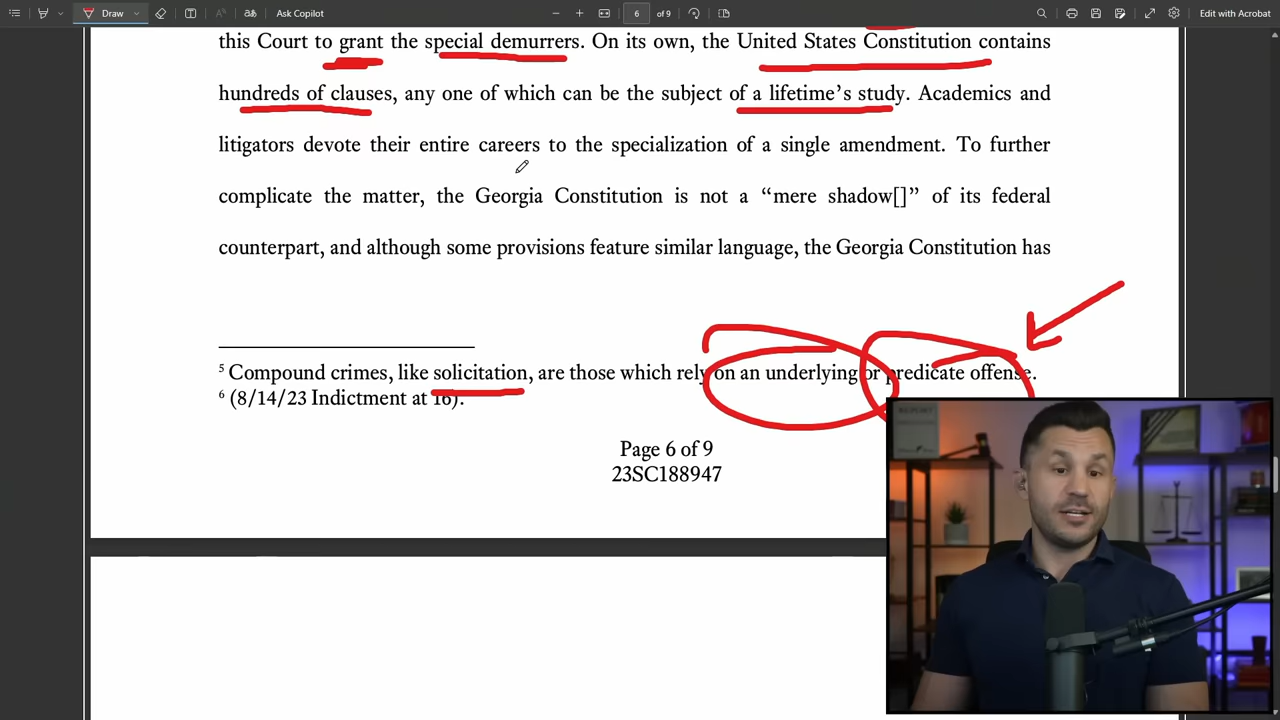 Draw
Ask Copilot
6
of 9
Edit with Acrobat
this Court to grant the special demurrers. On its own, the United States Constitution contains
hundreds of clauses, any one of which can be the subject of a lifetime’s study. Academics and
litigators devote their entire careers to the specialization of a single amendment. To further
complicate the matter, the Georgia Constitution is not a “mere shadow[]” of its federal
counterpart, and although some provisions feature similar language, the Georgia Constitution has
5 Compound crimes, like solicitation, are those which rely on an underlying or predicate offense.
6 (8/14/23 Indictment at 16).
Page 6 of 9
23SC188947